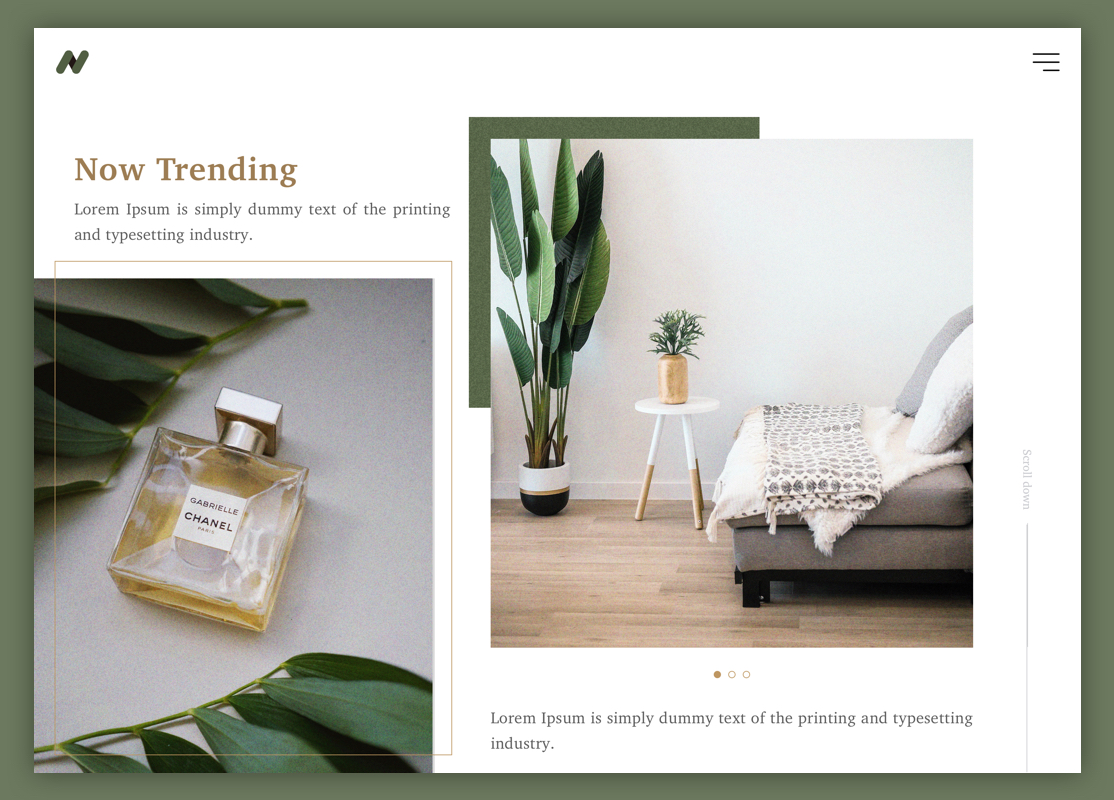 Now Trending
Lorem Ipsum is simply dummy text of the printing
and typesetting industry.
GABRIELLE
CHANEL
PARIS
Scroll down
Lorem Ipsum is simply dummy text of the printing and typesetting
industry.